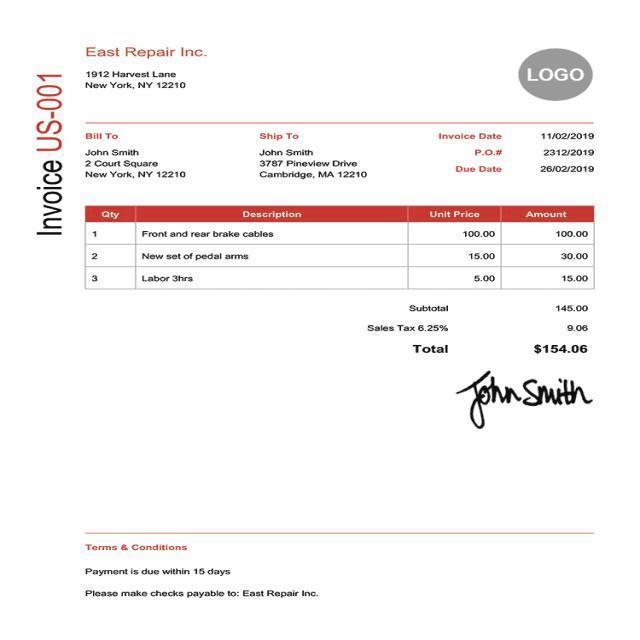 East Repair Inc.
1912 Harvest Lane
New York, NY 12210
LOGO
Invoice US-001
Bill To
John Smith
2 Court Square
New York, NY 12210
Ship To
John Smith
3787 Pineview Drive
Cambridge, MA 12210
Invoice Date 11/02/2019
P.O.# 2312/2019
Due Date 26/02/2019
Qty Description Unit Price Amount
1 Front and rear brake cables 100.00 100.00
2 New set of pedal arms 15.00 30.00
3 Labor 3hrs 5.00 15.00
Subtotal 145.00
Sales Tax 6.25% 9.06
Total $154.06
John Smith
Terms & Conditions
Payment is due within 15 days
Please make checks payable to: East Repair Inc.